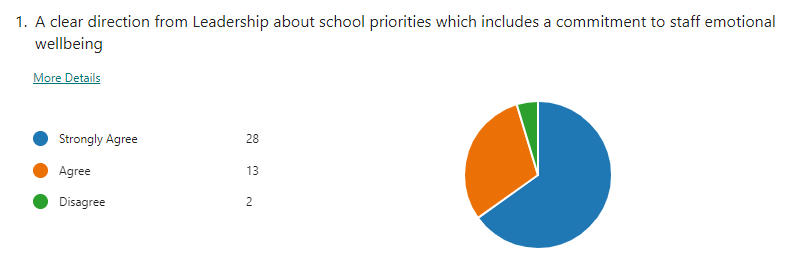 1. A clear direction from Leadership about school priorities which includes a commitment to staff emotional
wellbeing
More Details
Strongly Agree 28
Agree 13
Disagree 2